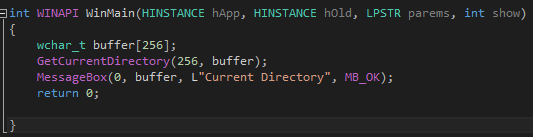 int WINAPI WinMain(HINSTANCE hApp, HINSTANCE hOld, LPSTR parems, int show)
{
wchar_t buffer[256];
GetCurrentDirectory(256, buffer);
MessageBox(0, buffer, L"Current Directory", MB_OK);
return 0;
}